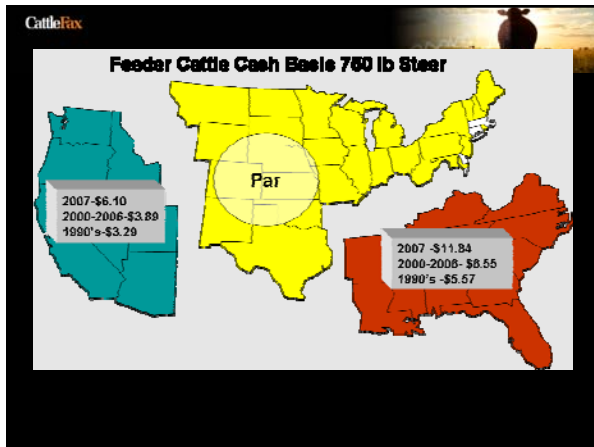 CattleFax
Feeder Cattle Cash Basis 750 lb Steer
Par
2007-$6.10
2000-2006-$3.89
1990's-$3.29
2007 -$11.84
2000-2006- $6.55
1990's -$5.57